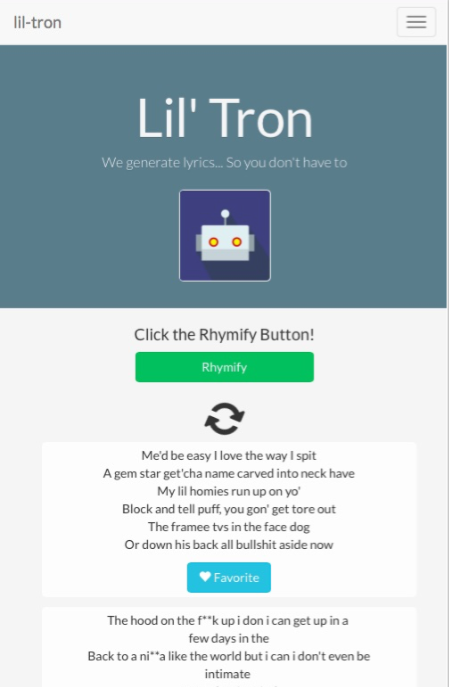 lil-tron
Lil' Tron
We generate lyrics... So you don't have to
Click the Rhymify Button!
Rhymify
Me'd be easy I love the way I spit
A gem star get'cha name carved into neck have
My lil homies run up on yo'
Block and tell puff, you gon' get tore out
The framee tvs in the face dog
Or down his back all bullshit aside now
Favorite
The hood on the f**k up i don i can get up in a
few days in the
Back to a ni**a like the world but i can i don't even be
intimate